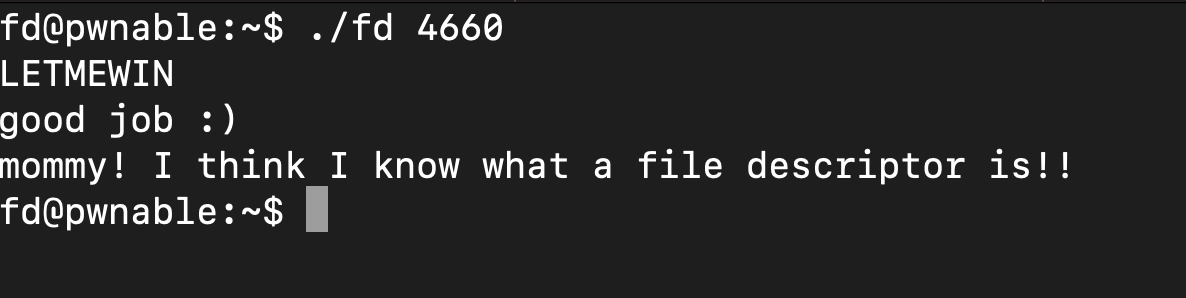 fd@pwnable:~$ ./fd 4660
LETMEWIN
good job :)
mommy! I think I know what a file descriptor is!!
fd@pwnable:~$